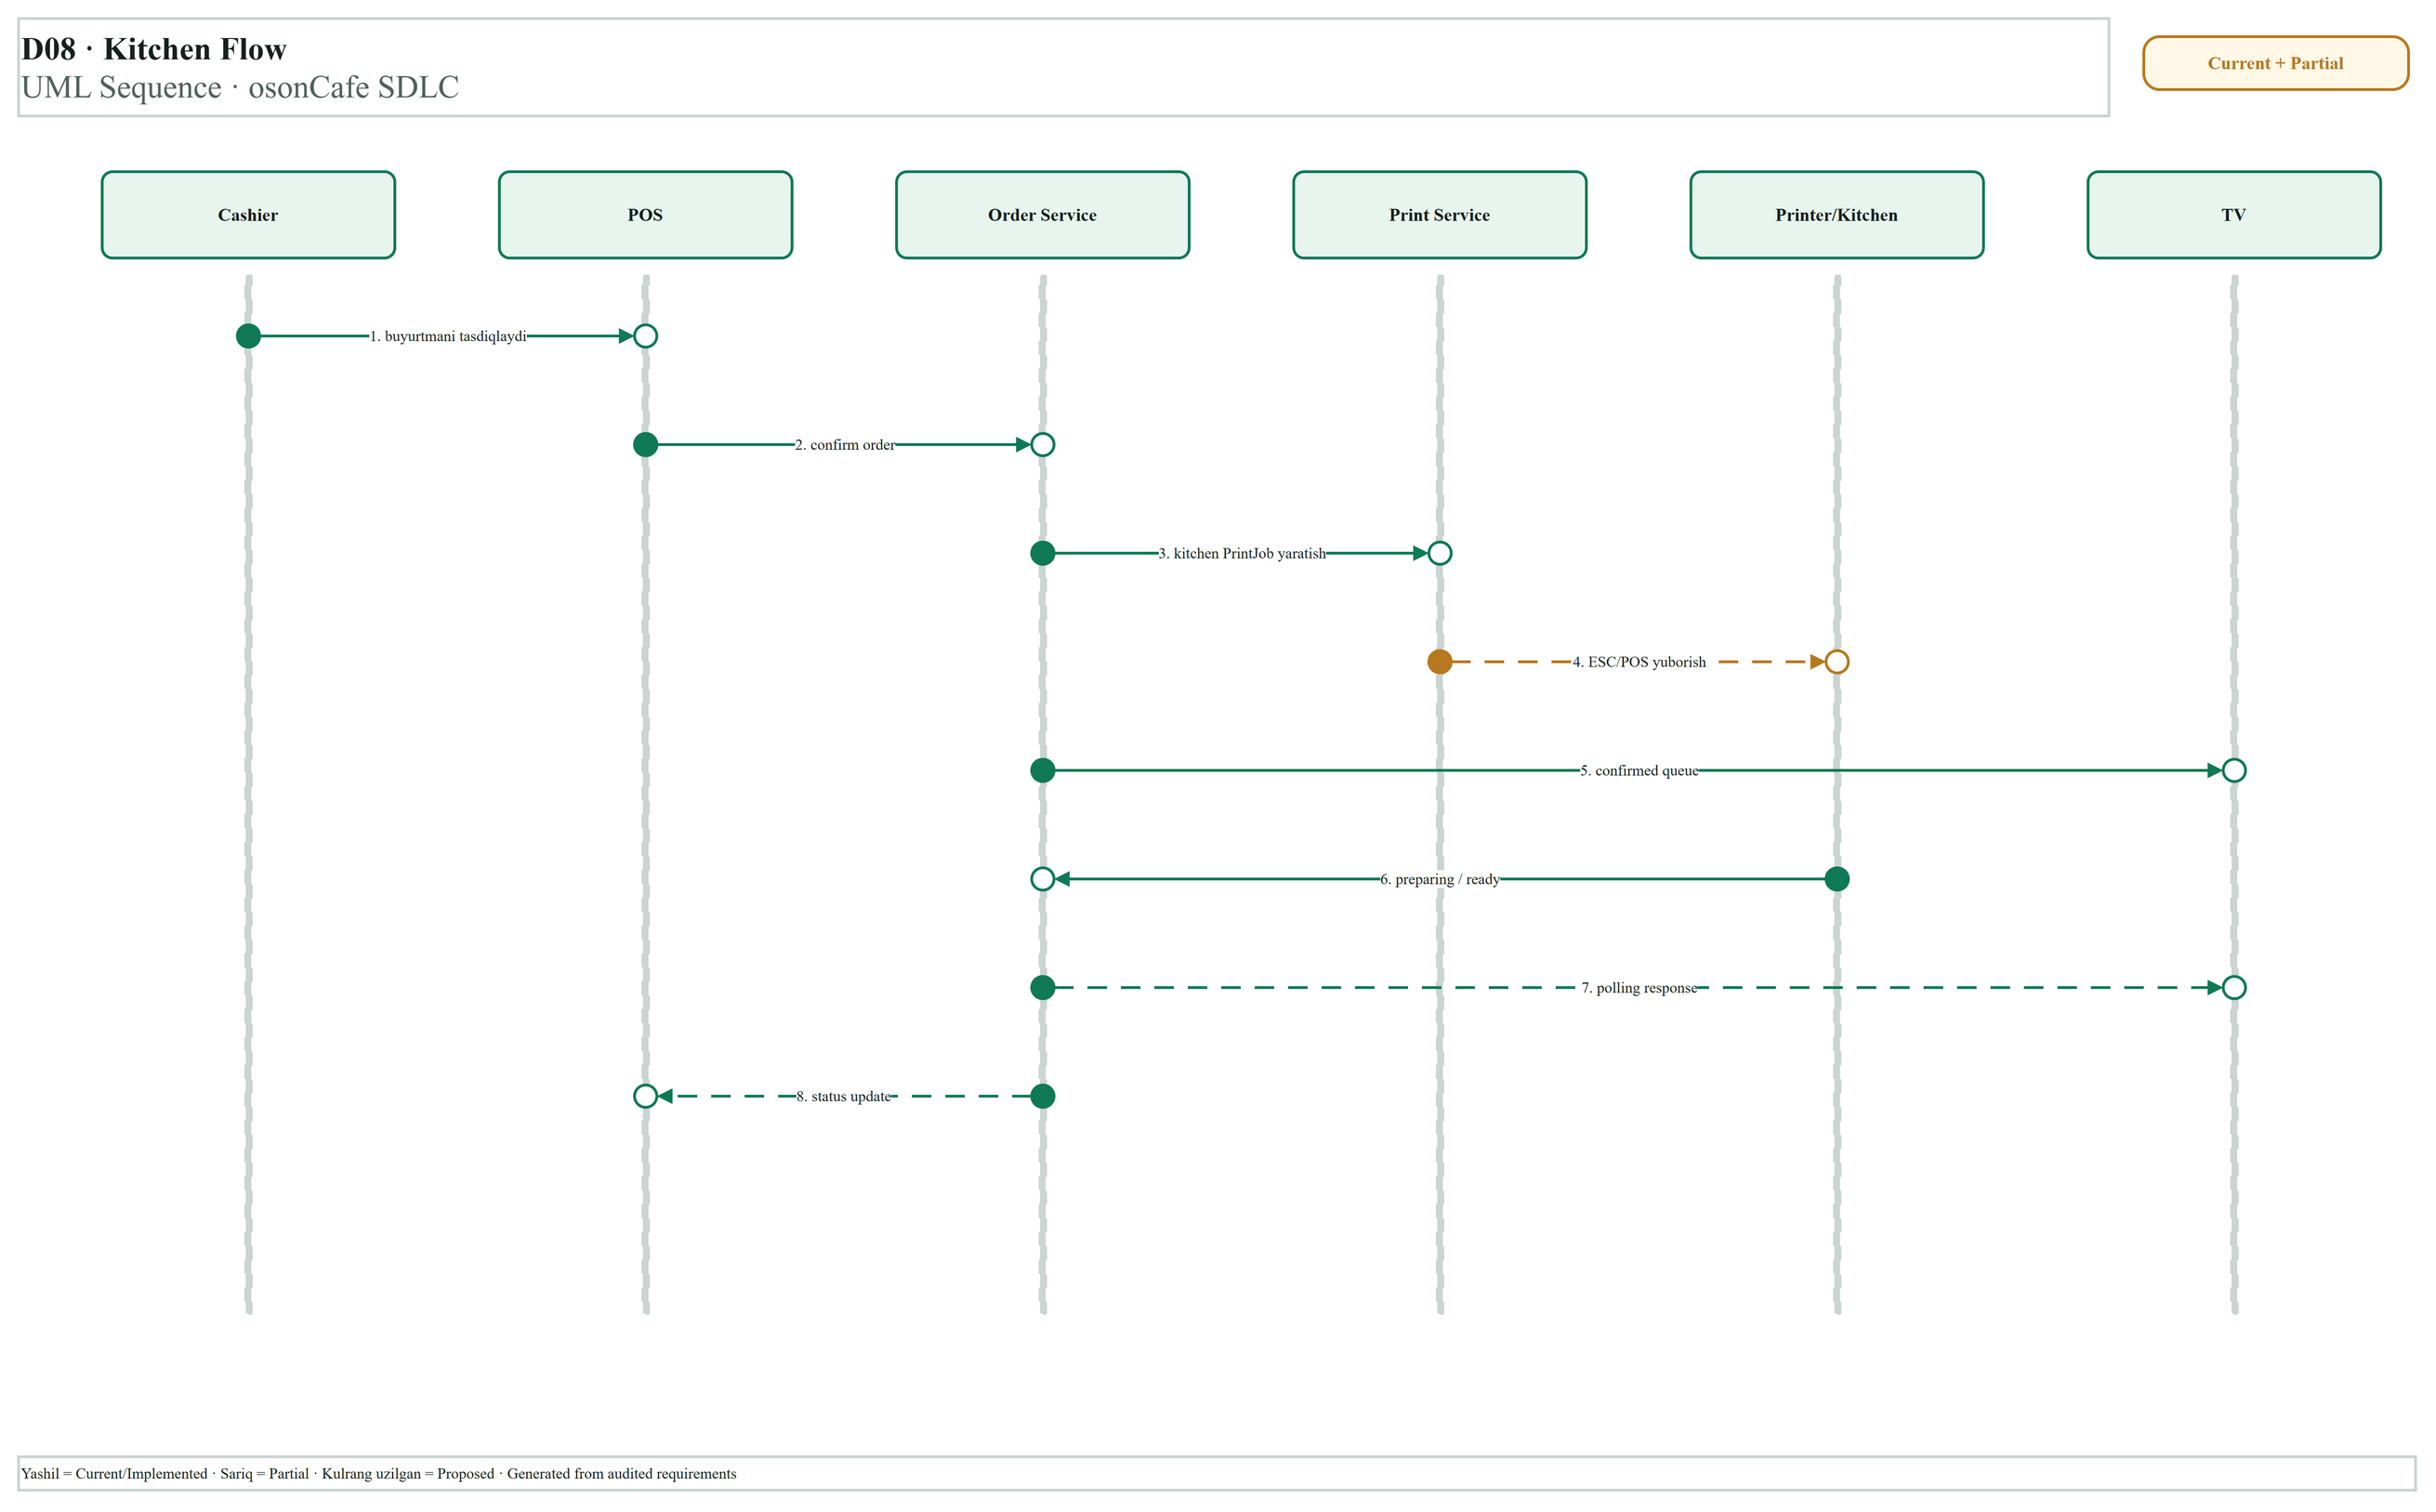 D08 · Kitchen Flow
UML Sequence · osonCafe SDLC
Current + Partial
Cashier
POS
Order Service
Print Service
Printer/Kitchen
TV
1. buyurtmani tasdiqlaydi
2. confirm order
3. kitchen PrintJob yaratish
4. ESC/POS yuborish
5. confirmed queue
6. preparing / ready
7. polling response
8. status update
Yashil = Current/Implemented · Sariq = Partial · Kulrang uzilgan = Proposed · Generated from audited requirements